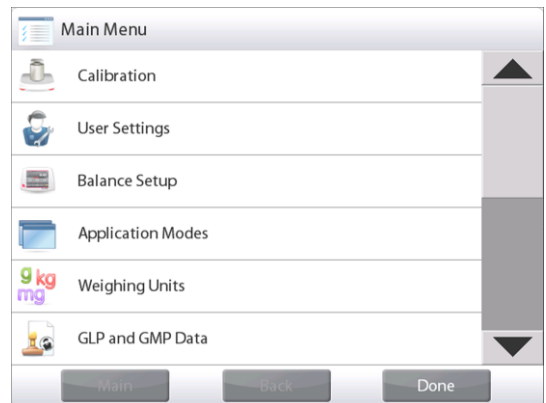 Main Menu
Calibration
User Settings
Balance Setup
Application Modes
g kg
mg
Weighing Units
GLP and GMP Data
Main Back Done